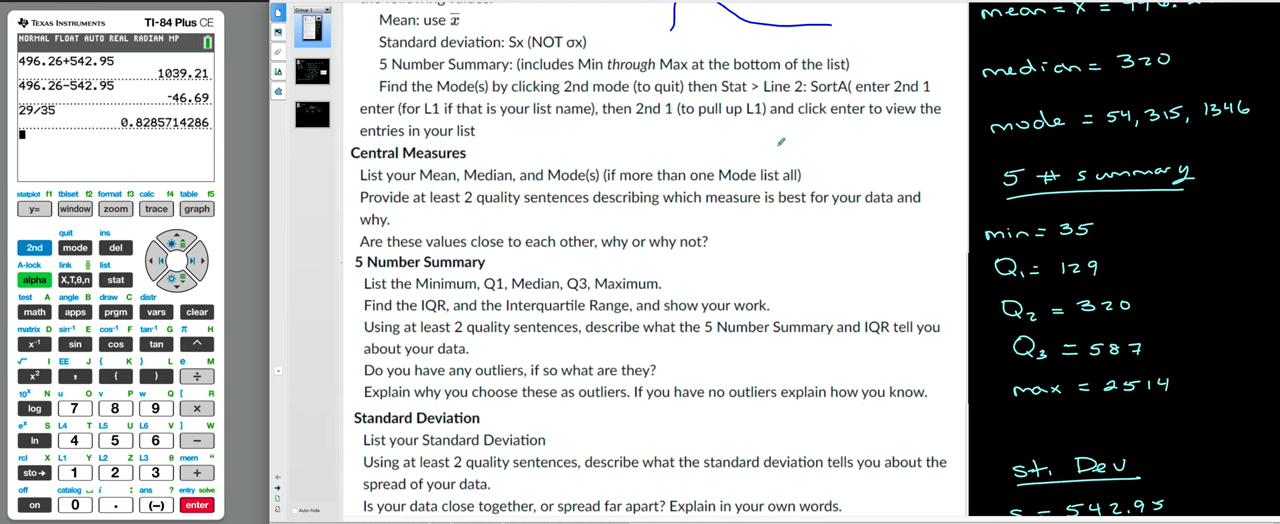 TEXAS INSTRUMENTS TI-84 Plus CE
NORMAL FLOAT AUTO REAL RADIAN MP
496.26+542.95
1039.21
496.26-542.95
-46.69
29/35
0.8285714286
statplot f1 tblset f2 format f3 calc f4 table f5
y= window zoom trace graph
quit ins
2nd mode del
A-lock link list
alpha X,T,θ,n stat
test A angle B draw C distr
math apps prgm vars clear
matrix D sin⁻¹ E cos⁻¹ F tan⁻¹ G π H
x⁻¹ sin cos tan ^
√ I EE J { K } L e M
x² , ( ) ÷
10ˣ N u O v P w Q [ R
log 7 8 9 ×
eˣ S L4 T L5 U L6 V ] W
ln 4 5 6 −
rcl X L1 Y L2 Z L3 θ mem "
sto→ 1 2 3 +
off catalog i : ans ? entry solve
on 0 . (−) enter
Auto-hide
Mean: use x̅
Standard deviation: Sx (NOT σx)
5 Number Summary: (includes Min through Max at the bottom of the list)
Find the Mode(s) by clicking 2nd mode (to quit) then Stat > Line 2: SortA( enter 2nd 1
enter (for L1 if that is your list name), then 2nd 1 (to pull up L1) and click enter to view the
entries in your list
Central Measures
List your Mean, Median, and Mode(s) (if more than one Mode list all)
Provide at least 2 quality sentences describing which measure is best for your data and
why.
Are these values close to each other, why or why not?
5 Number Summary
List the Minimum, Q1, Median, Q3, Maximum.
Find the IQR, and the Interquartile Range, and show your work.
Using at least 2 quality sentences, describe what the 5 Number Summary and IQR tell you
about your data.
Do you have any outliers, if so what are they?
Explain why you choose these as outliers. If you have no outliers explain how you know.
Standard Deviation
List your Standard Deviation
Using at least 2 quality sentences, describe what the standard deviation tells you about the
spread of your data.
Is your data close together, or spread far apart? Explain in your own words.
mean = x̅ =
median = 320
mode = 54, 315, 1346
5 # summary
min = 35
Q₁ = 129
Q₂ = 320
Q₃ = 587
max = 2514
st. Dev
s = 542.95